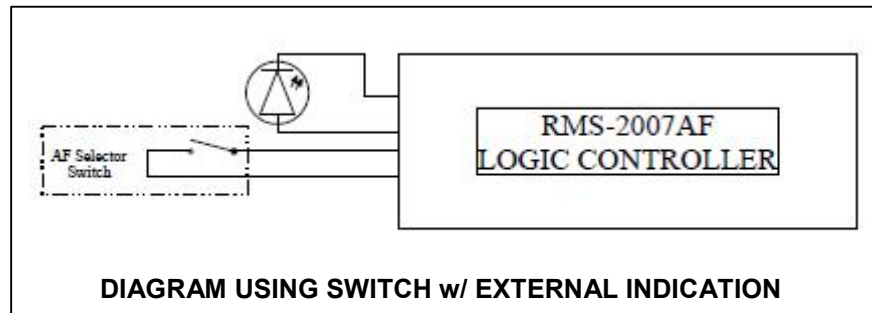 RMS-2007AF
LOGIC CONTROLLER
AF Selector
Switch
DIAGRAM USING SWITCH w/ EXTERNAL INDICATION